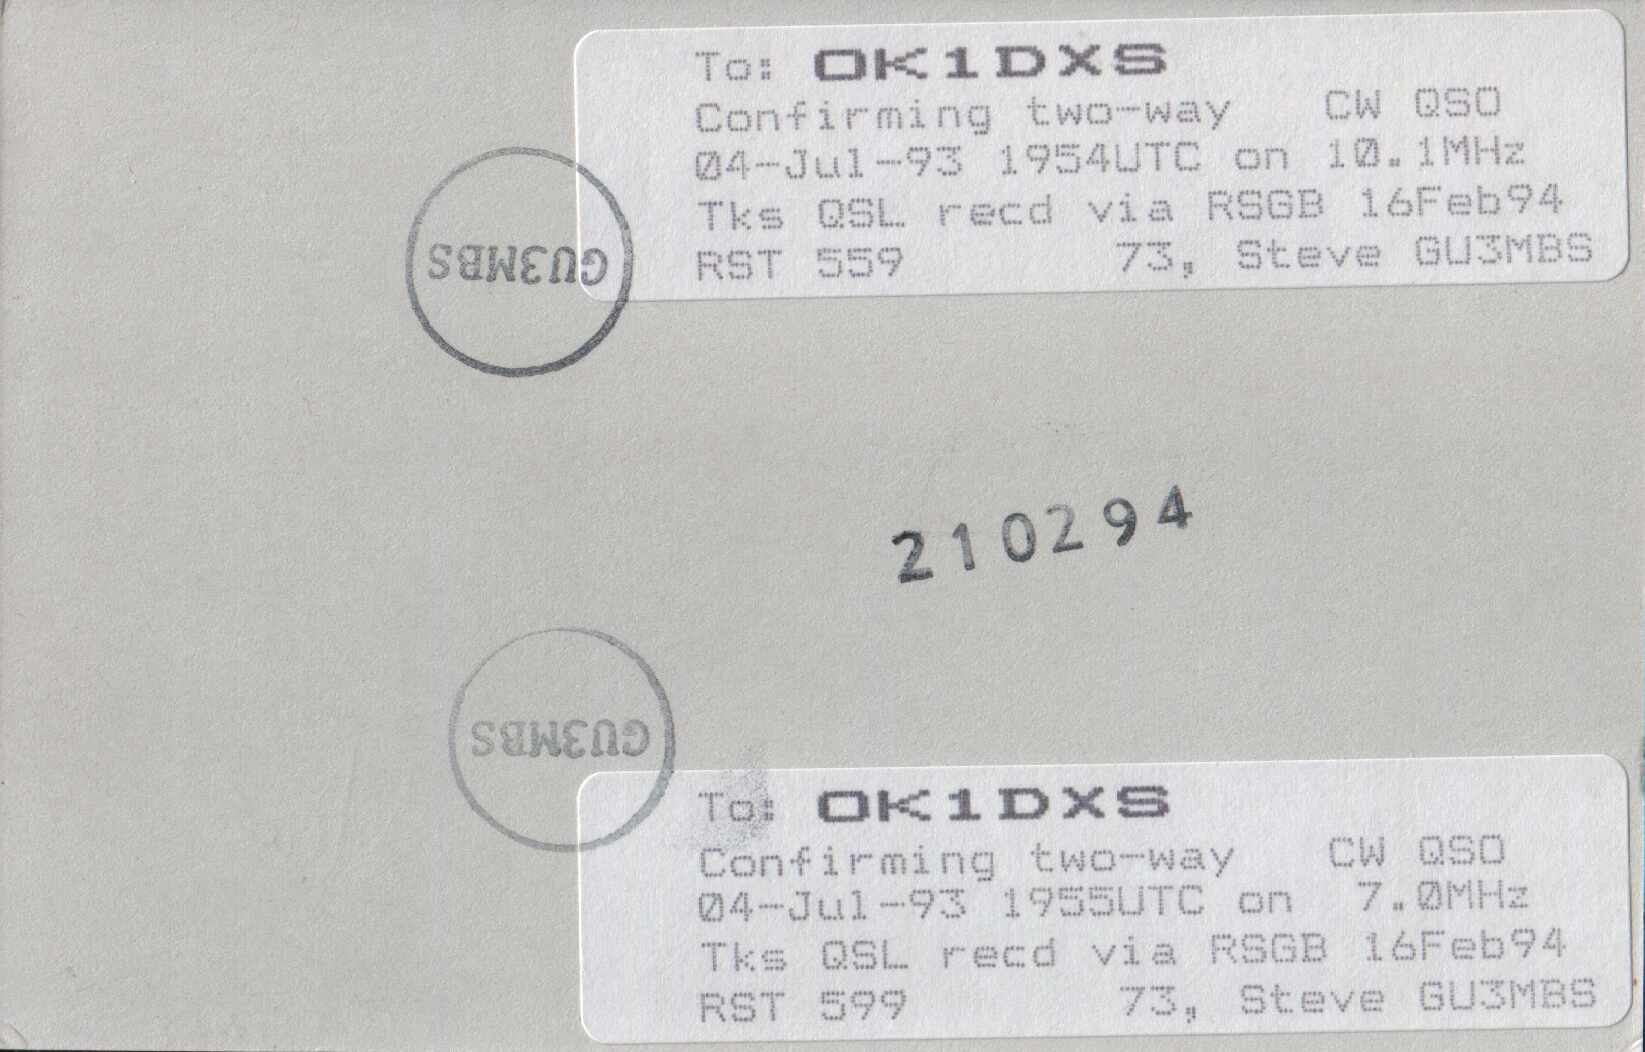 To: OK1DXS
Confirming two-way CW QSO
04-Jul-93 1954UTC on 10.1MHz
Tks QSL recd via RSGB 16Feb94
RST 559 73, Steve GU3MBS
GU3MBS
210294
GU3MBS
To: OK1DXS
Confirming two-way CW QSO
04-Jul-93 1955UTC on 7.0MHz
Tks QSL recd via RSGB 16Feb94
RST 599 73, Steve GU3MBS